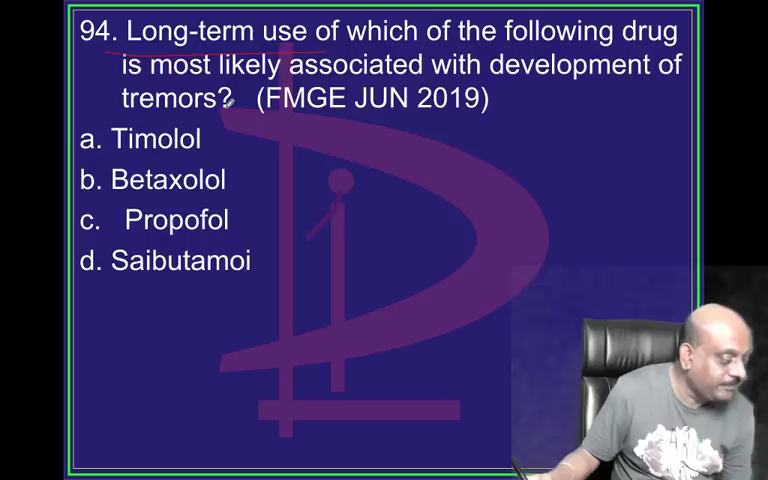 94. Long-term use of which of the following drug
is most likely associated with development of
tremors? (FMGE JUN 2019)
a. Timolol
b. Betaxolol
c. Propofol
d. Saibutamoi